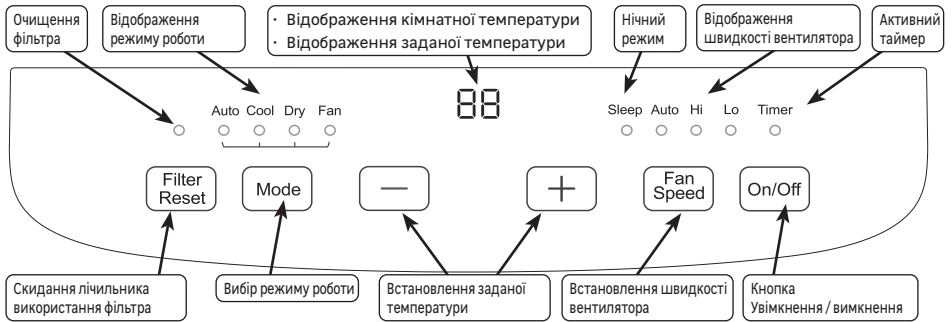 Очищення
фільтра
Відображення
режиму роботи
· Відображення кімнатної температури
· Відображення заданої температури
Нічний
режим
Відображення
швидкості вентилятора
Активний
таймер
88
Auto Cool Dry Fan
Sleep Auto Hi Lo Timer
Filter
Reset
Mode
—
+
Fan
Speed
On/Off
Скидання лічильника
використання фільтра
Вибір режиму роботи
Встановлення заданої
температури
Встановлення швидкості
вентилятора
Кнопка
Увімкнення / вимкнення